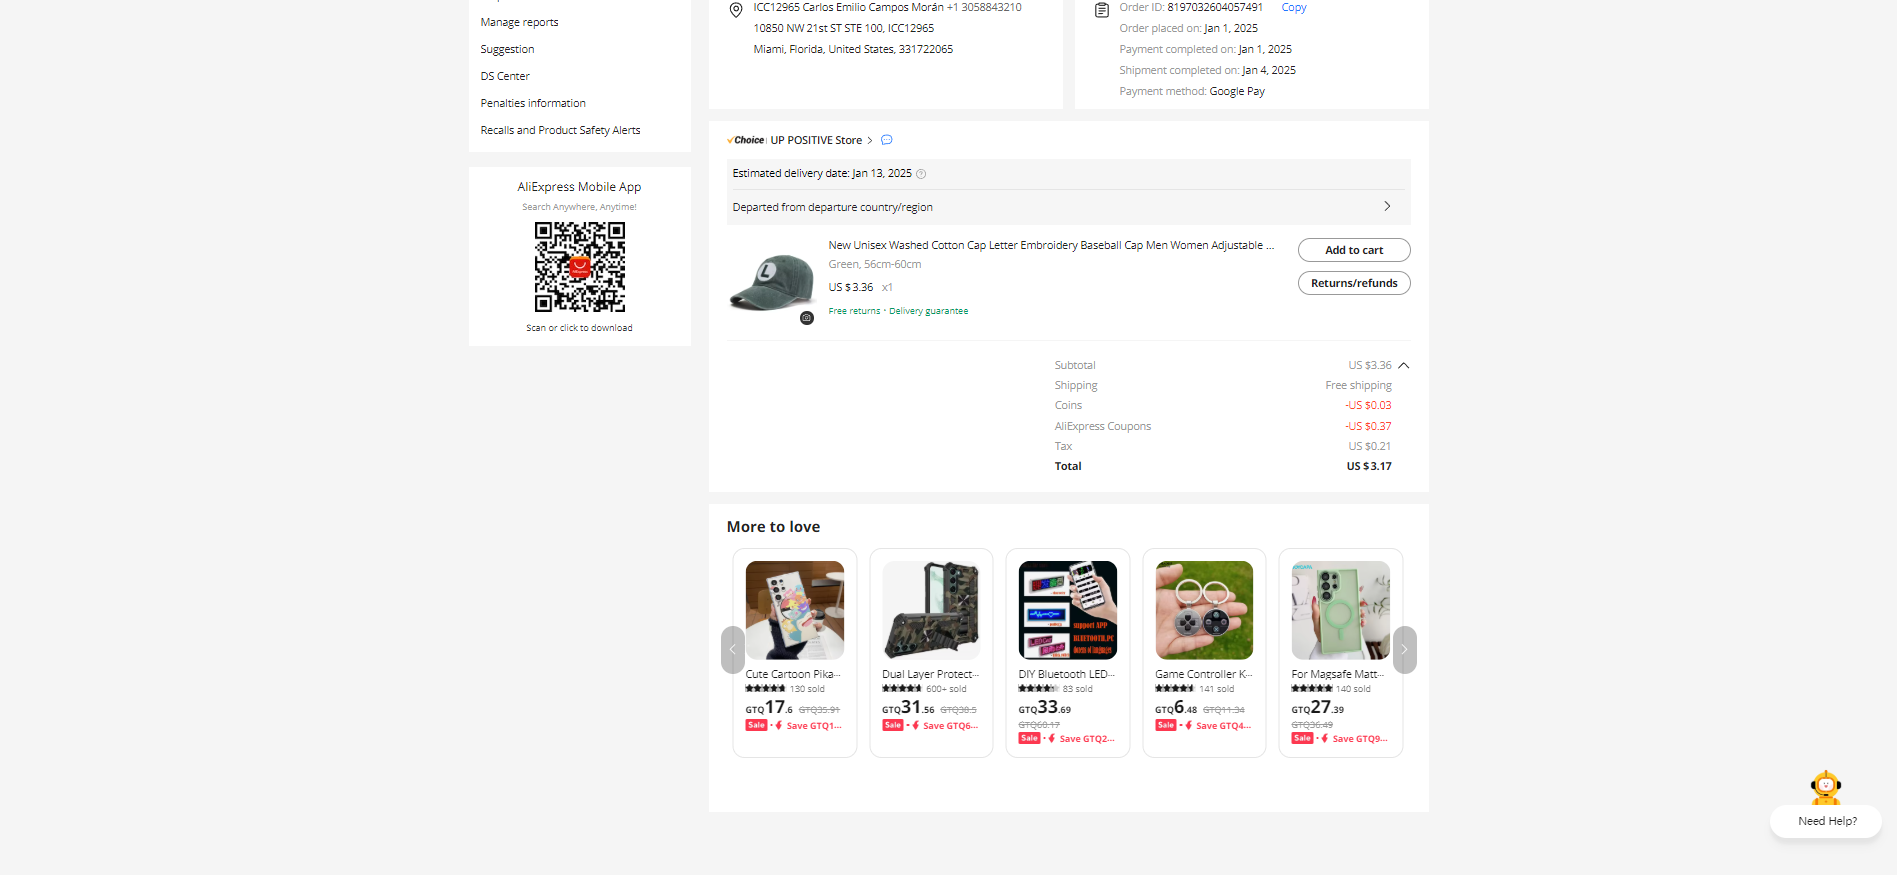 Manage reports
Suggestion
DS Center
Penalties information
Recalls and Product Safety Alerts
AliExpress Mobile App
Search Anywhere, Anytime!
Scan or click to download
ICC12965 Carlos Emilio Campos Morán +1 3058843210
10850 NW 21st ST STE 100, ICC12965
Miami, Florida, United States, 331722065
Order ID: 8197032604057491 Copy
Order placed on: Jan 1, 2025
Payment completed on: Jan 1, 2025
Shipment completed on: Jan 4, 2025
Payment method: Google Pay
Choice UP POSITIVE Store
Estimated delivery date: Jan 13, 2025
Departed from departure country/region
L
New Unisex Washed Cotton Cap Letter Embroidery Baseball Cap Men Women Adjustable ...
Green, 56cm-60cm
US $3.36 x1
Free returns · Delivery guarantee
Add to cart
Returns/refunds
Subtotal US $3.36
Shipping Free shipping
Coins -US $0.03
AliExpress Coupons -US $0.37
Tax US $0.21
Total US $3.17
More to love
support APP
BLUETOOTH,PC
Cute Cartoon Pika...
130 sold
GTQ17.6 GTQ35.91
Sale · Save GTQ1...
Dual Layer Protect...
600+ sold
GTQ31.56 GTQ38.5
Sale · Save GTQ6...
DIY Bluetooth LED...
83 sold
GTQ33.69
GTQ60.17
Sale · Save GTQ2...
Game Controller K...
141 sold
GTQ6.48 GTQ11.34
Sale · Save GTQ4...
For Magsafe Matt...
140 sold
GTQ27.39
GTQ36.49
Sale · Save GTQ9...
Need Help?